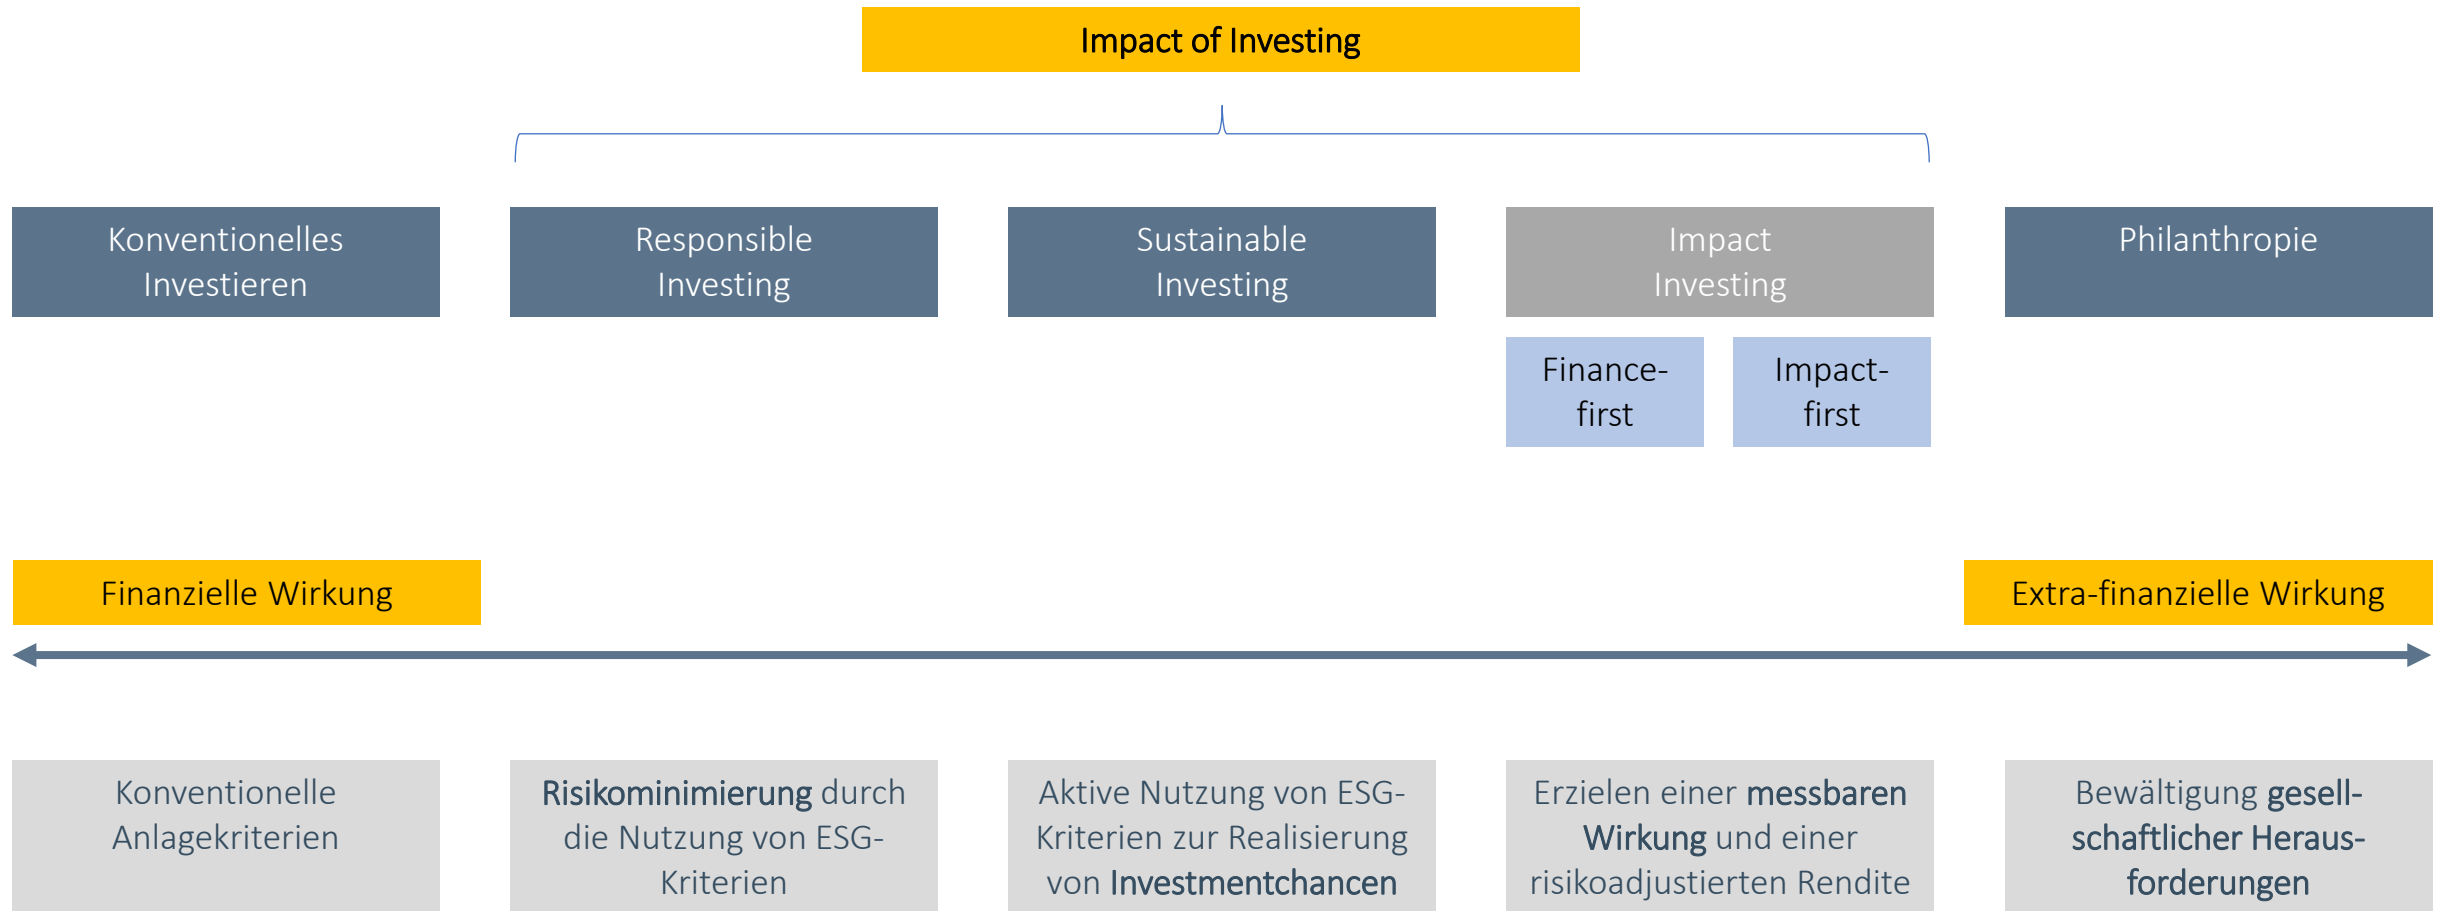 Impact of Investing
Konventionelles
Investieren
Responsible
Investing
Sustainable
Investing
Impact
Investing
Philanthropie
Finance-
first
Impact-
first
Finanzielle Wirkung
Extra-finanzielle Wirkung
Konventionelle
Anlagekriterien
Risikominimierung durch
die Nutzung von ESG-
Kriterien
Aktive Nutzung von ESG-
Kriterien zur Realisierung
von Investmentchancen
Erzielen einer messbaren
Wirkung und einer
risikoadjustierten Rendite
Bewältigung gesell-
schaftlicher Heraus-
forderungen